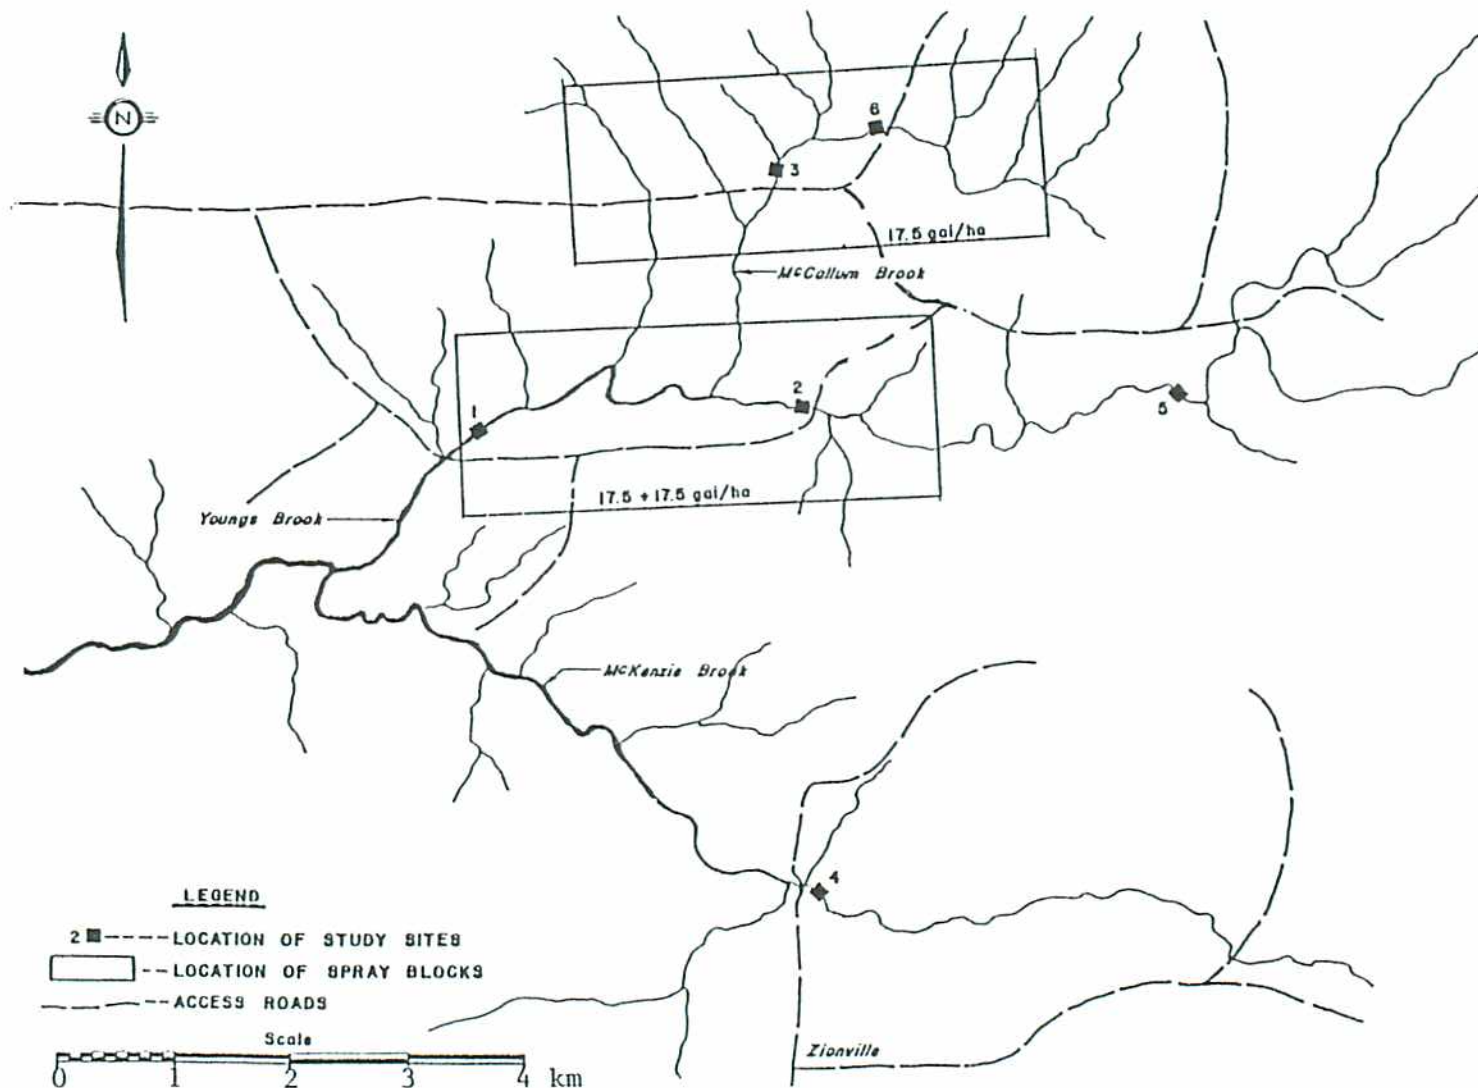 N
6
3
17.5 gai/ha
McCallum Brook
1
2
5
17.5 + 17.5 gai/ha
Youngs Brook
McKenzie Brook
4
LEGEND
2 LOCATION OF STUDY SITES
LOCATION OF SPRAY BLOCKS
ACCESS ROADS
Scale
0 1 2 3 4 km
Zionville